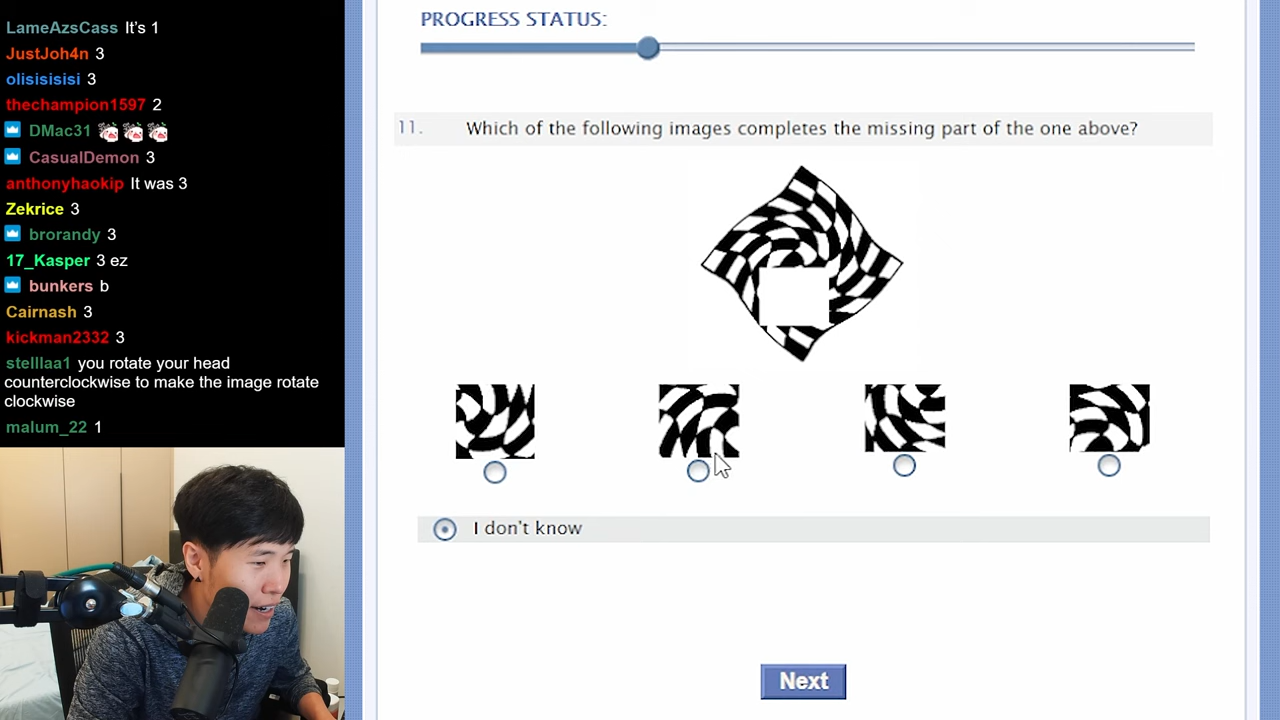 LameAzsCass It's 1
JustJoh4n 3
olisisisisi 3
thechampion1597 2
DMac31
CasualDemon 3
anthonyhaokip It was 3
Zekrice 3
brorandy 3
17_Kasper 3 ez
bunkers b
Cairnash 3
kickman2332 3
stelllaa1 you rotate your head
counterclockwise to make the image rotate
clockwise
malum_22 1
PROGRESS STATUS:
11. Which of the following images completes the missing part of the one above?
I don't know
Next